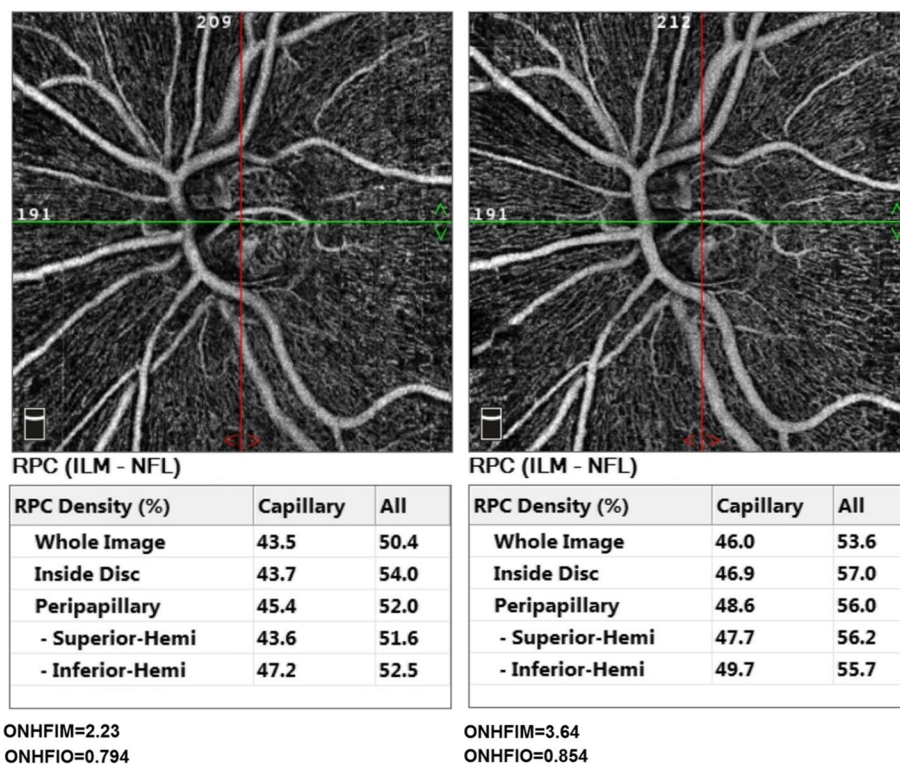 209
191
RPC (ILM - NFL)
RPC Density (%) Capillary All
Whole Image 43.5 50.4
Inside Disc 43.7 54.0
Peripapillary 45.4 52.0
- Superior-Hemi 43.6 51.6
- Inferior-Hemi 47.2 52.5
ONHFIM=2.23
ONHFIO=0.794
212
191
RPC (ILM - NFL)
RPC Density (%) Capillary All
Whole Image 46.0 53.6
Inside Disc 46.9 57.0
Peripapillary 48.6 56.0
- Superior-Hemi 47.7 56.2
- Inferior-Hemi 49.7 55.7
ONHFIM=3.64
ONHFIO=0.854